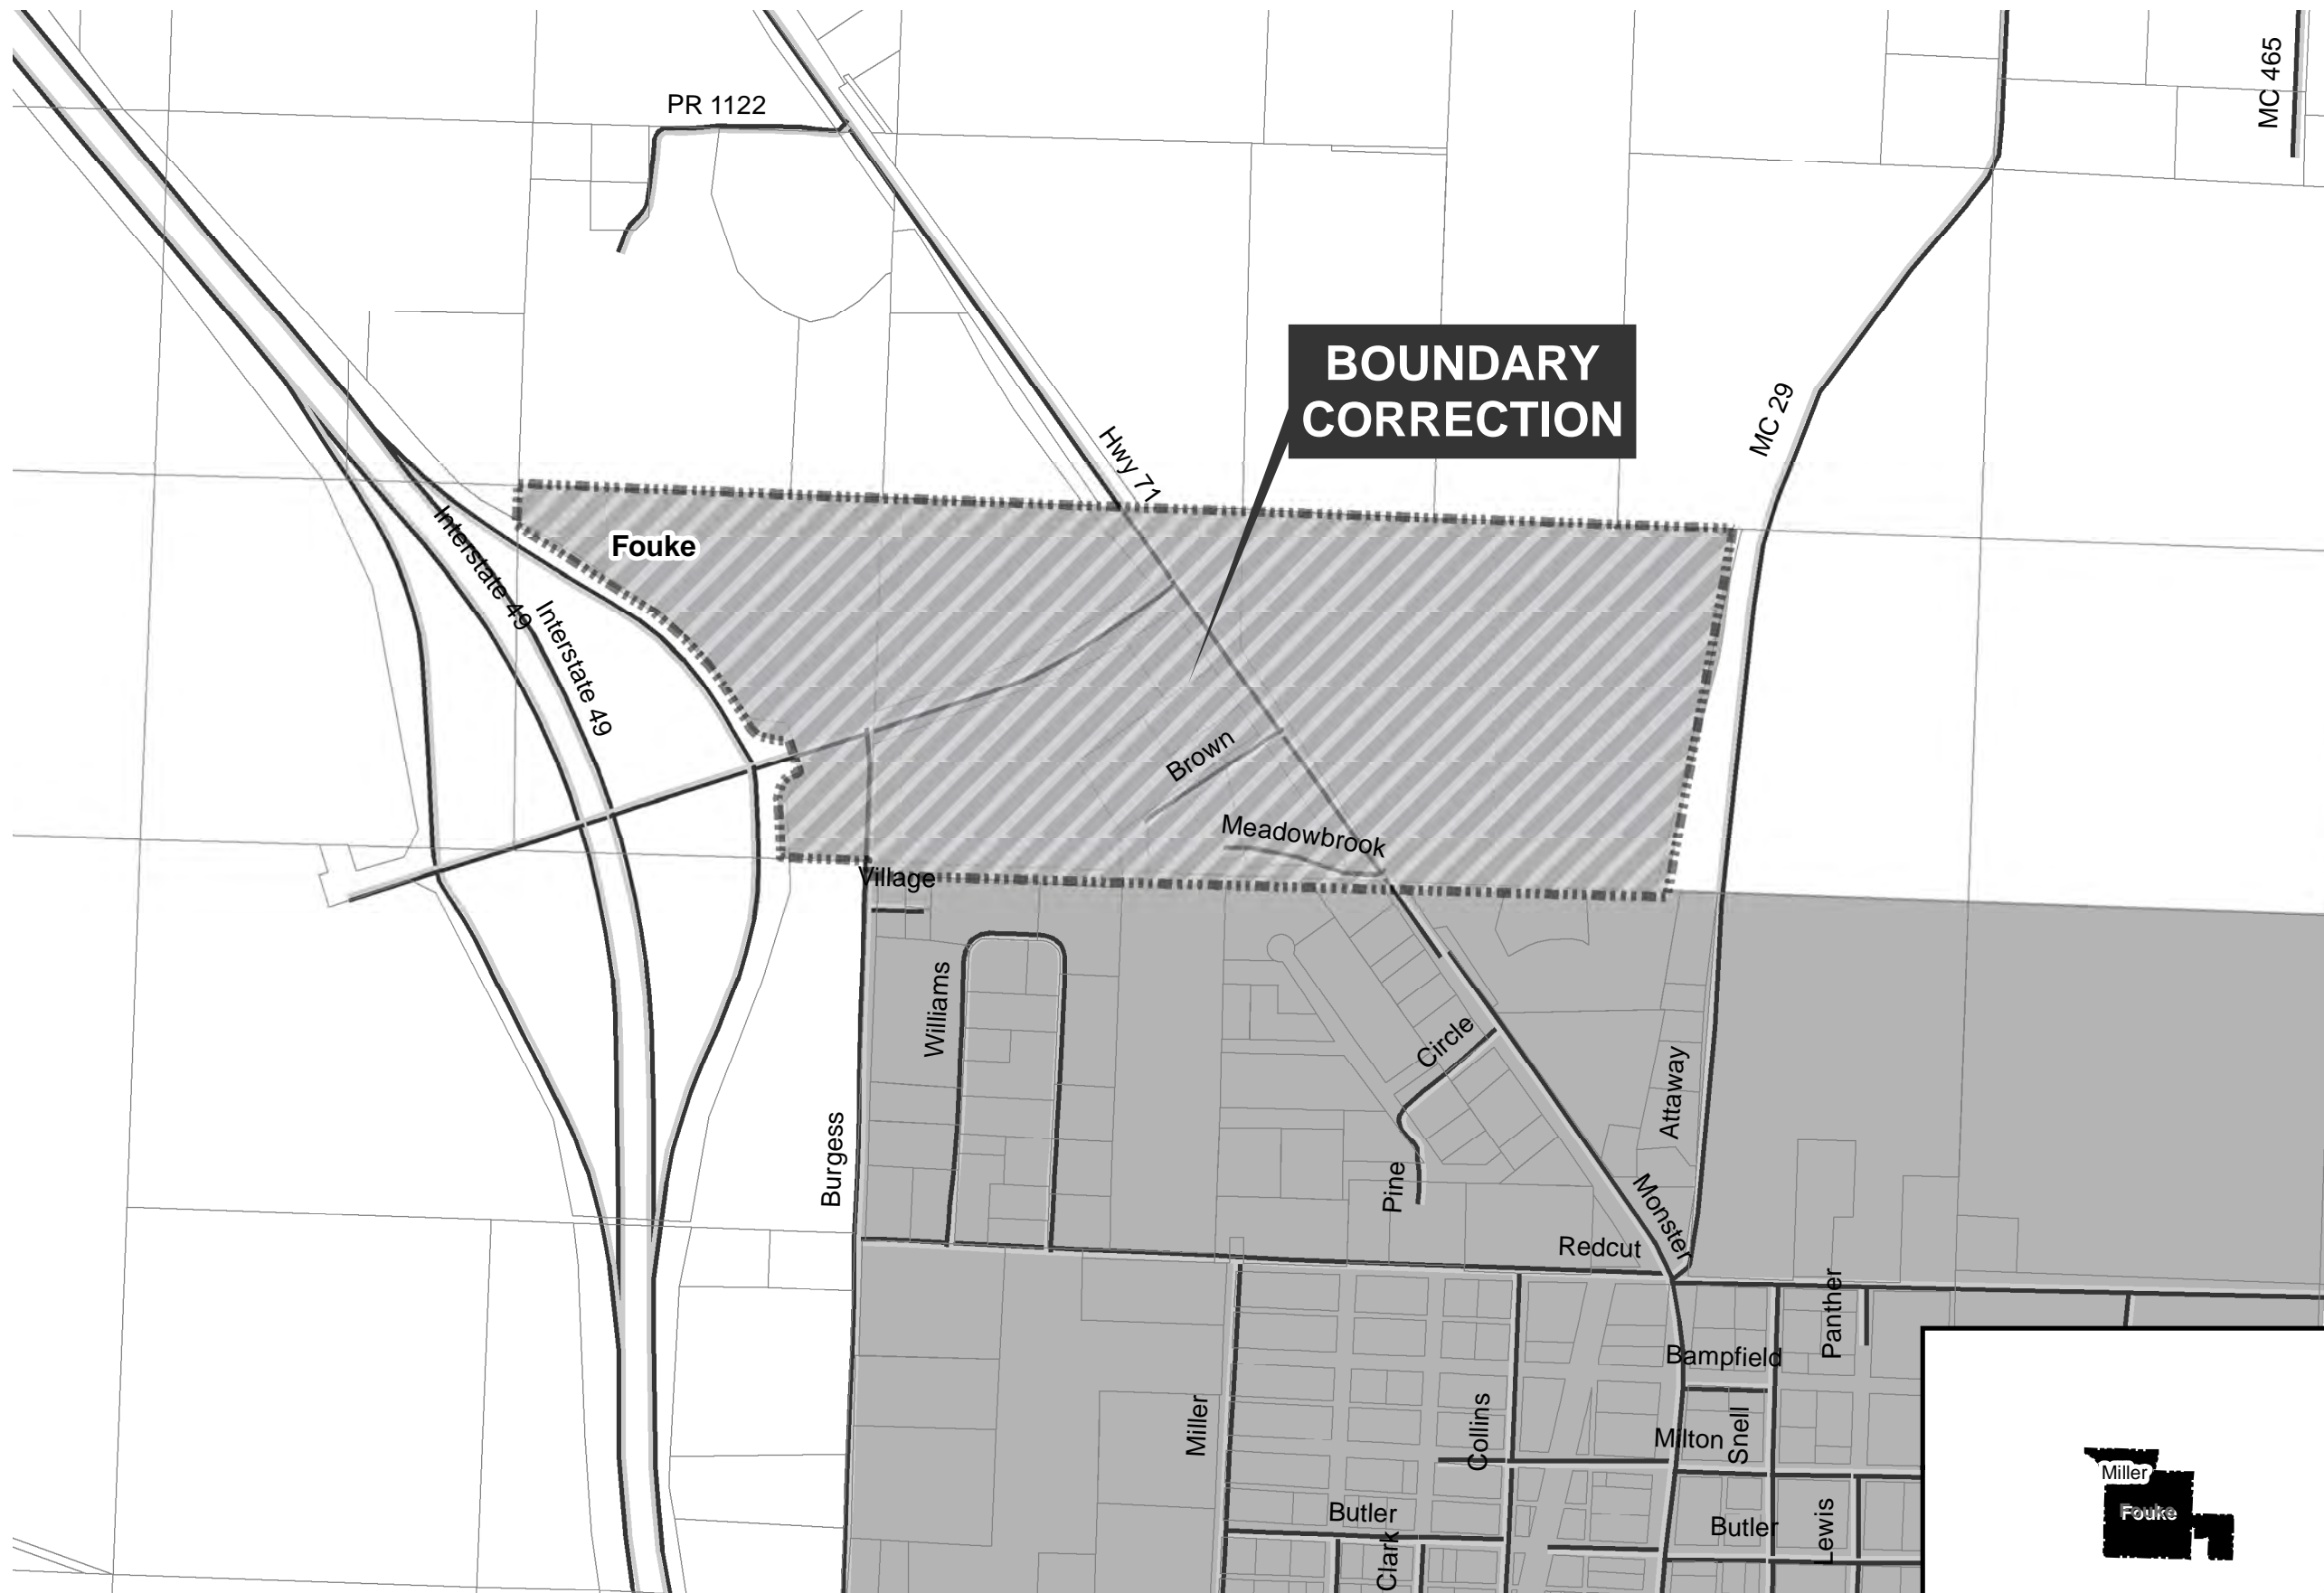 MC 465
PR 1122
BOUNDARY
CORRECTION
MC 29
Hwy 71
Fouke
Interstate 49
Interstate 49
Brown
Meadowbrook
Village
Williams
Circle
Attaway
Burgess
Pine
Monster
Redcut
Panther
Bampfield
Miller
Collins
Snell
Milton
Butler
Butler
Lewis
Clark
Miller
Fouke